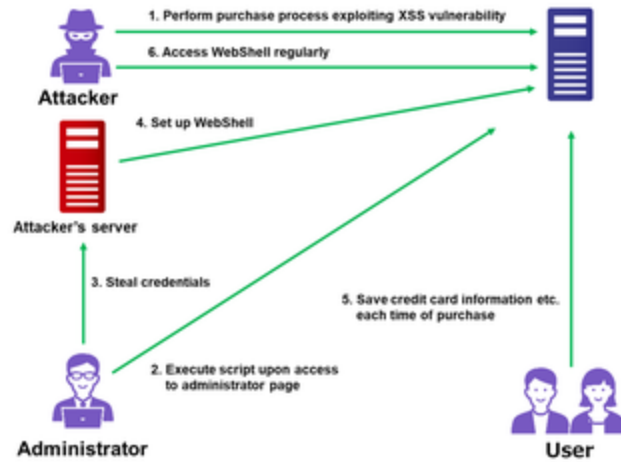 1. Perform purchase process exploiting XSS vulnerability
6. Access WebShell regularly
Attacker
4. Set up WebShell
Attacker's server
3. Steal credentials
5. Save credit card information etc.
each time of purchase
2. Execute script upon access
to administrator page
Administrator
User